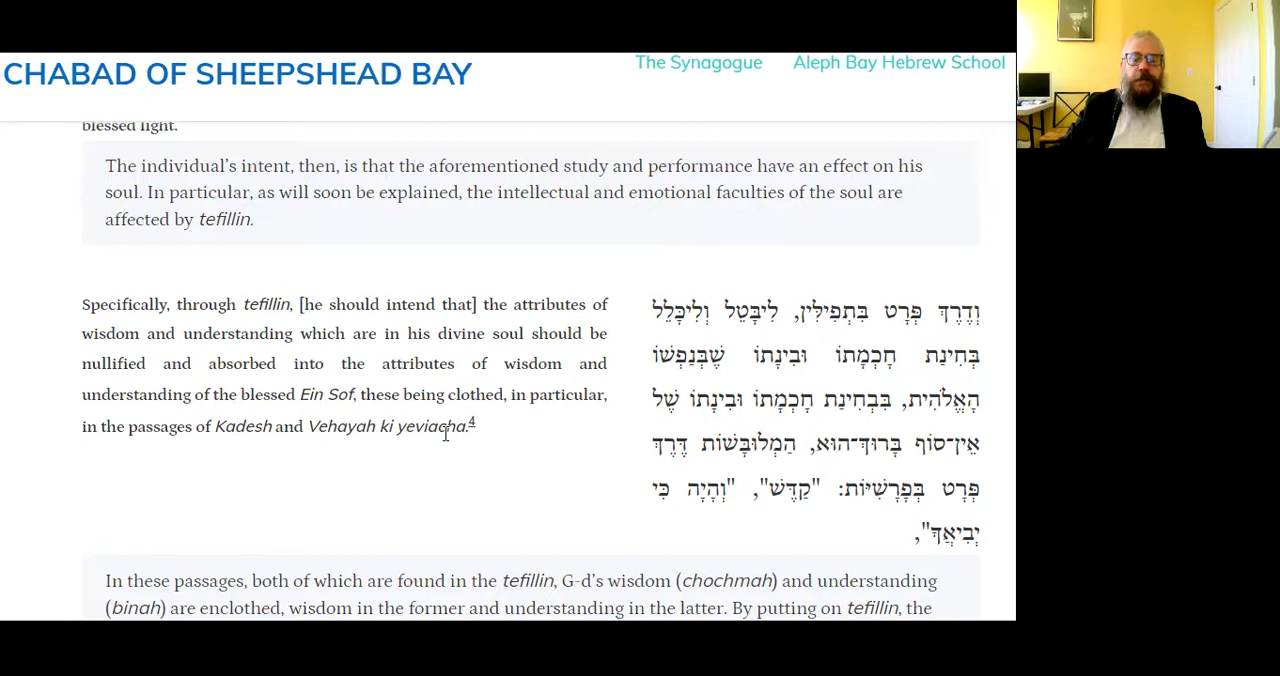 CHABAD OF SHEEPSHEAD BAY
The Synagogue Aleph Bay Hebrew School
blessed light.
The individual's intent, then, is that the aforementioned study and performance have an effect on his
soul. In particular, as will soon be explained, the intellectual and emotional faculties of the soul are
affected by tefillin.
Specifically, through tefillin, [he should intend that] the attributes of
wisdom and understanding which are in his divine soul should be
nullified and absorbed into the attributes of wisdom and
understanding of the blessed Ein Sof, these being clothed, in particular,
in the passages of Kadesh and Vehayah ki yeviacha.4
וְדֶרֶךְ פְּרָט בִּתְפִילִּין, לִיבָּטֵל וְלִיכָּלֵל
בְּחִינַת חָכְמָתוֹ וּבִינָתוֹ שֶׁבְּנַפְשׁוֹ
הָאֱלֹהִית, בִּבְחִינַת חָכְמָתוֹ וּבִינָתוֹ שֶׁל
אֵין־סוֹף בָּרוּךְ־הוּא, הַמְלוּבָּשׁוֹת דֶּרֶךְ
פְּרָט בְּפָרָשִׁיּוֹת: "קַדֶּשׁ", "וְהָיָה כִּי
יְבִיאֲךָ",
In these passages, both of which are found in the tefillin, G-d's wisdom (chochmah) and understanding
(binah) are enclothed, wisdom in the former and understanding in the latter. By putting on tefillin, the